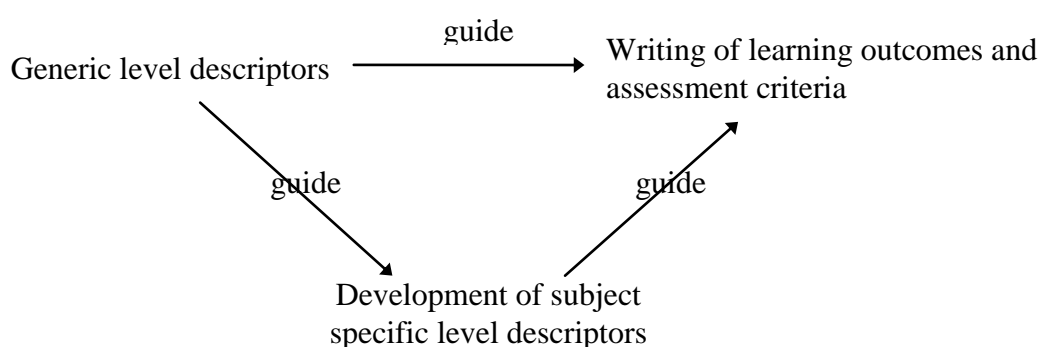 guide
Writing of learning outcomes and
assessment criteria
Generic level descriptors
guide
guide
Development of subject
specific level descriptors